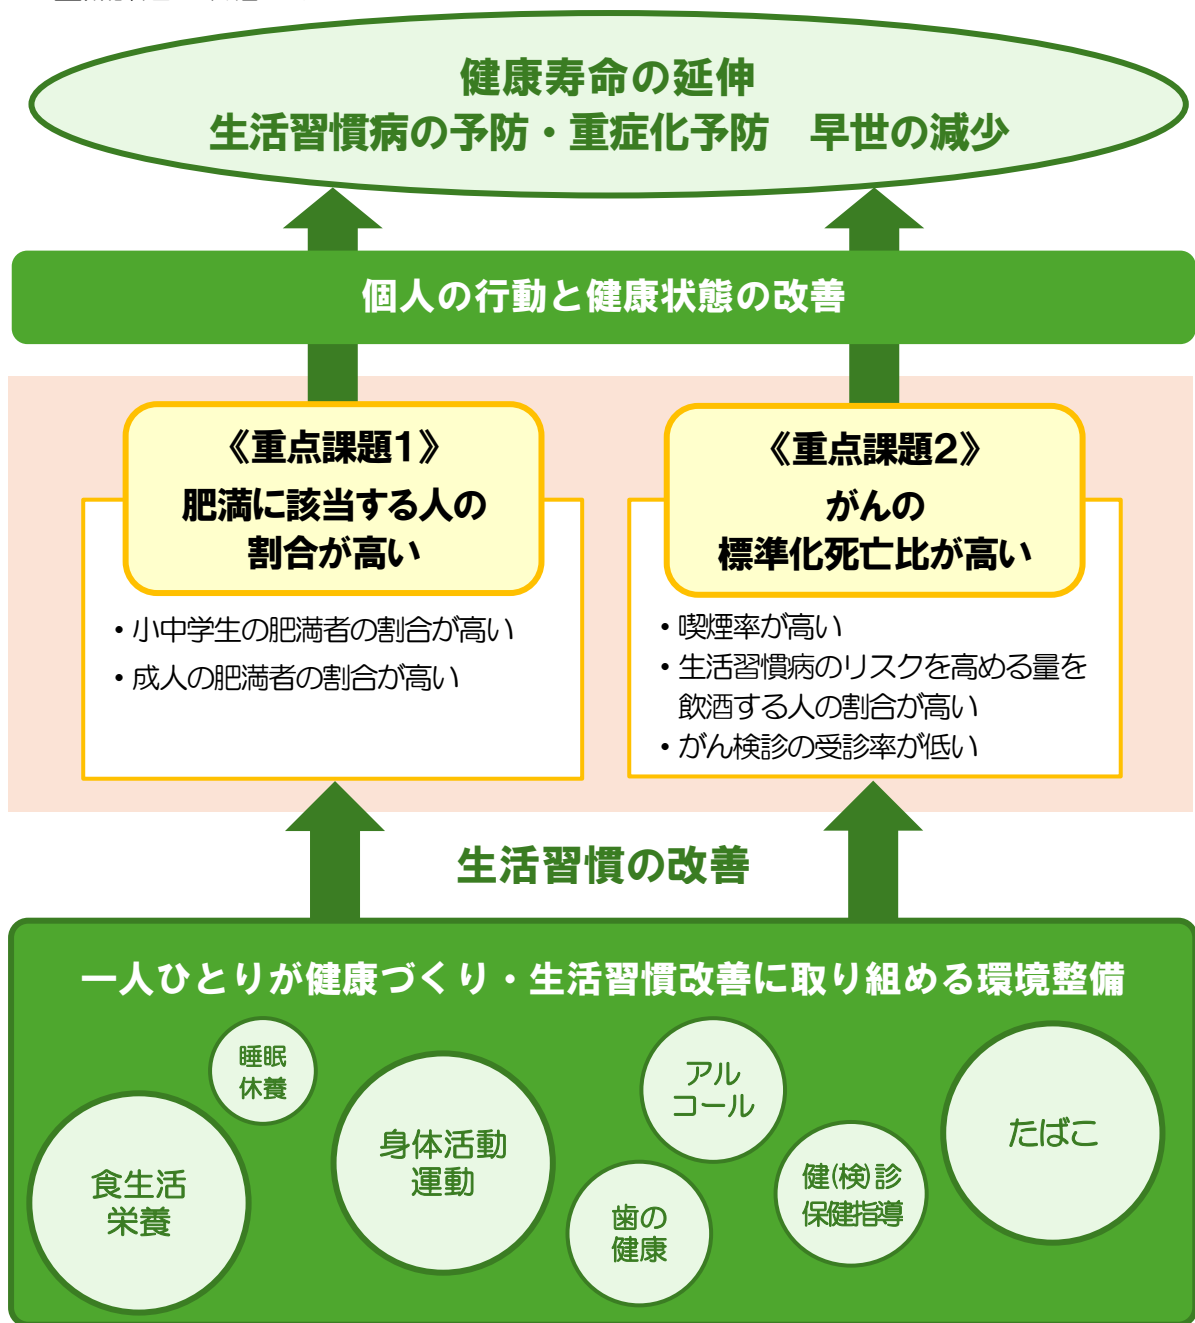 健康寿命の延伸
生活習慣病の予防・重症化予防　早世の減少
個人の行動と健康状態の改善
《重点課題1》
肥満に該当する人の
割合が高い
・小中学生の肥満者の割合が高い
・成人の肥満者の割合が高い
《重点課題2》
がんの
標準化死亡比が高い
・喫煙率が高い
・生活習慣病のリスクを高める量を
飲酒する人の割合が高い
・がん検診の受診率が低い
生活習慣の改善
一人ひとりが健康づくり・生活習慣改善に取り組める環境整備
睡眠
休養
食生活
栄養
身体活動
運動
アル
コール
歯の
健康
健(検)診
保健指導
たばこ